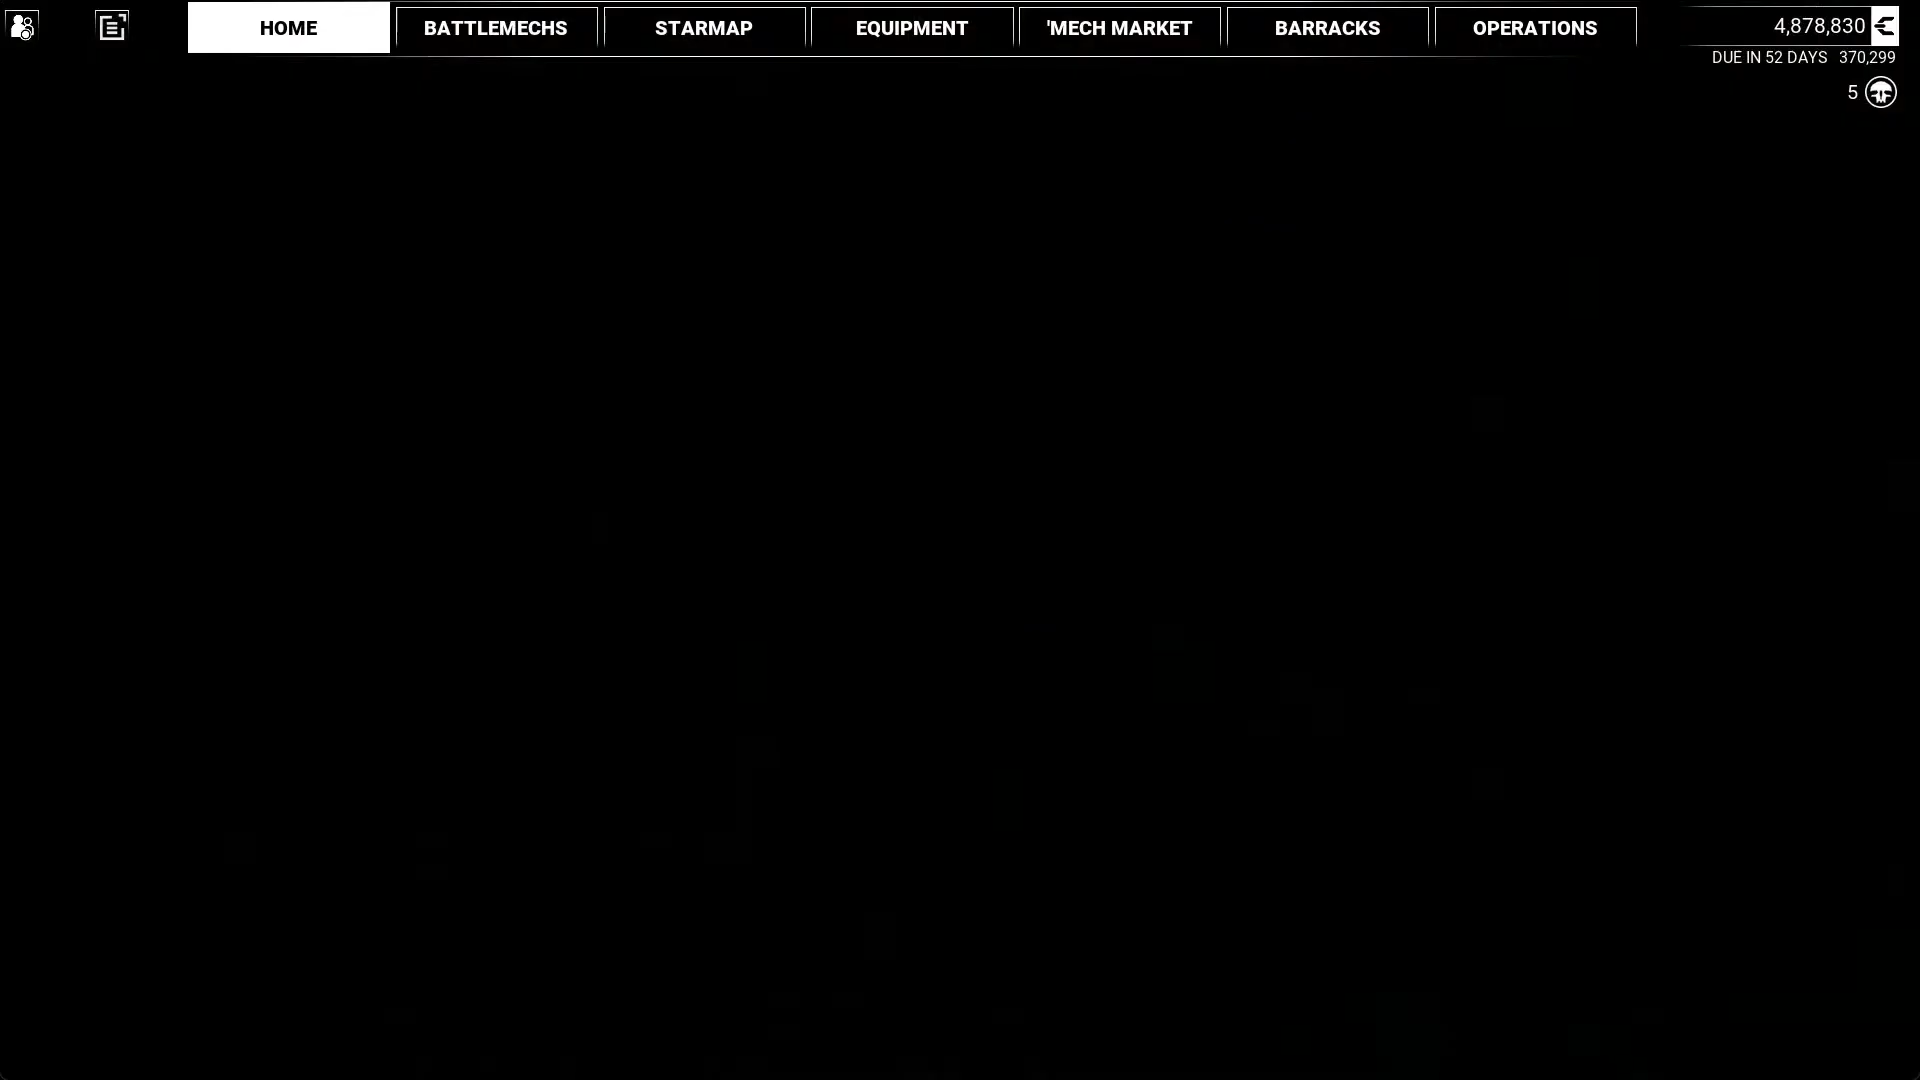 HOME
BATTLEMECHS
STARMAP
EQUIPMENT
'MECH MARKET
BARRACKS
OPERATIONS
4,878,830
DUE IN 52 DAYS 370,299
5